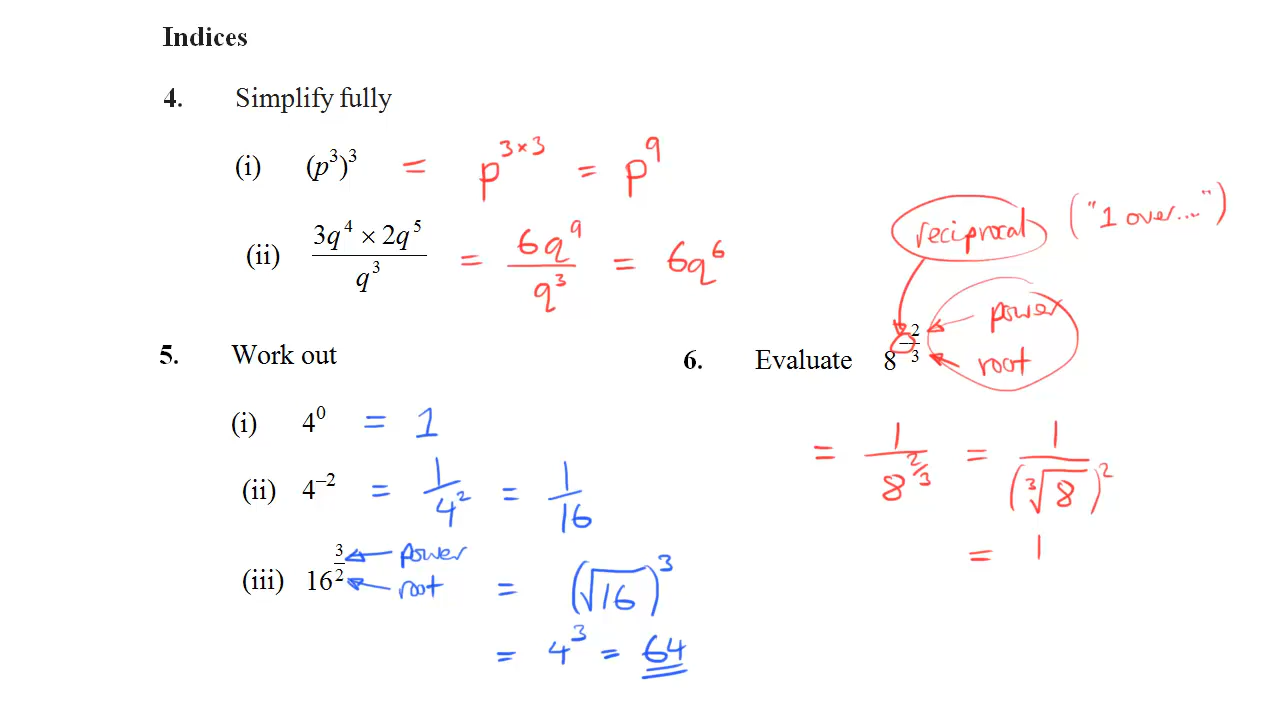 Indices
4. Simplify fully
(i) (p³)³ = p^(3×3) = p⁹
(ii) (3q⁴ × 2q⁵)/q³ = 6q⁹/q³ = 6q⁶
reciprocal ("1 over...")
power
root
5. Work out
6. Evaluate 8^(-2/3)
(i) 4⁰ = 1
(ii) 4⁻² = 1/4² = 1/16
(iii) 16^(3/2) = (√16)³
power
root
= 4³ = 64
= 1/8^(2/3) = 1/(∛8)²
= 1